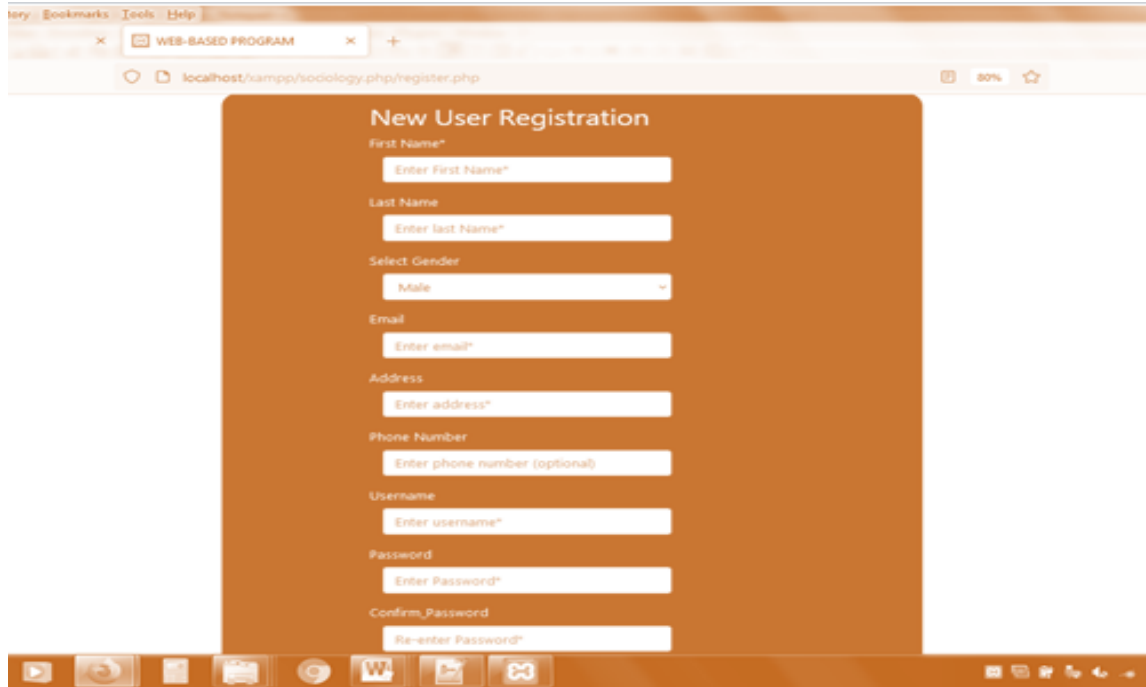 tory Bookmarks Tools Help
WEB-BASED PROGRAM
localhost/xampp/sociology.php/register.php
80%
New User Registration
First Name*
Enter First Name*
Last Name
Enter last Name*
Select Gender
Male
Email
Enter email*
Address
Enter address*
Phone Number
Enter phone number (optional)
Username
Enter username*
Password
Enter Password*
Confirm_Password
Re-enter Password*